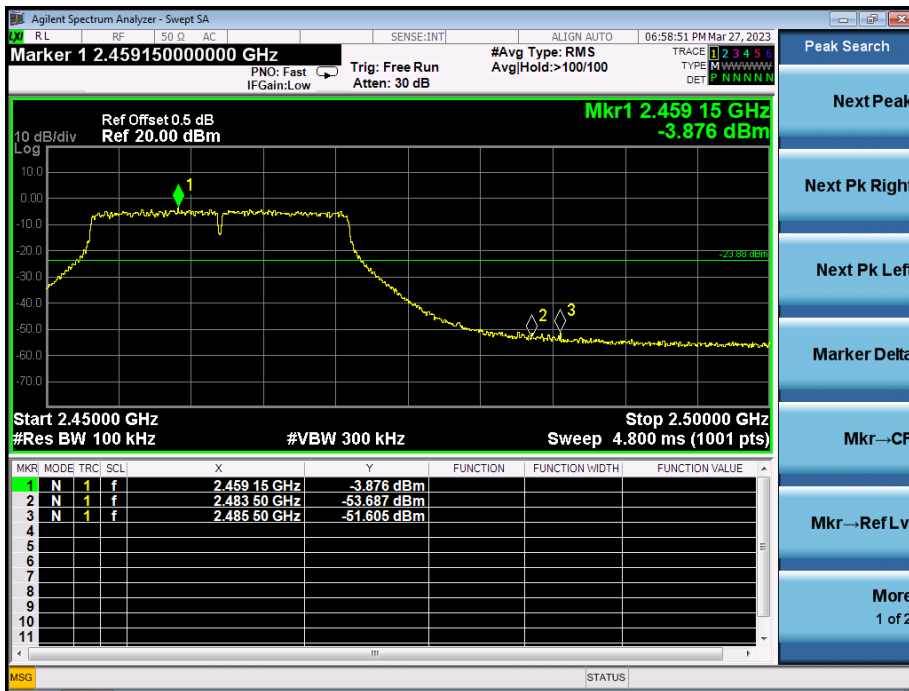 Agilent Spectrum Analyzer - Swept SA
LXI RL RF 50 Ω AC SENSE:INT ALIGN AUTO 06:58:51 PM Mar 27, 2023
Marker 1 2.459150000000 GHz
PNO: Fast
IFGain:Low
Trig: Free Run
Atten: 30 dB
#Avg Type: RMS
Avg|Hold:>100/100
TRACE 1 2 3 4 5 6
TYPE M W W W W W
DET P N N N N N
Peak Search
Next Peak
Next Pk Right
Next Pk Left
Marker Delta
Mkr→CF
Mkr→Ref Lv
More
1 of 2
Mkr1 2.459 15 GHz
-3.876 dBm
Ref Offset 0.5 dB
10 dB/div Ref 20.00 dBm
Log
10.0
0.00
-10.0
-20.0
-30.0
-40.0
-50.0
-60.0
-70.0
1
2
3
-23.88 dBm
Start 2.45000 GHz Stop 2.50000 GHz
#Res BW 100 kHz #VBW 300 kHz Sweep 4.800 ms (1001 pts)
MKR MODE TRC SCL X Y FUNCTION FUNCTION WIDTH FUNCTION VALUE
1 N 1 f 2.459 15 GHz -3.876 dBm
2 N 1 f 2.483 50 GHz -53.687 dBm
3 N 1 f 2.485 50 GHz -51.605 dBm
4
5
6
7
8
9
10
11
MSG STATUS